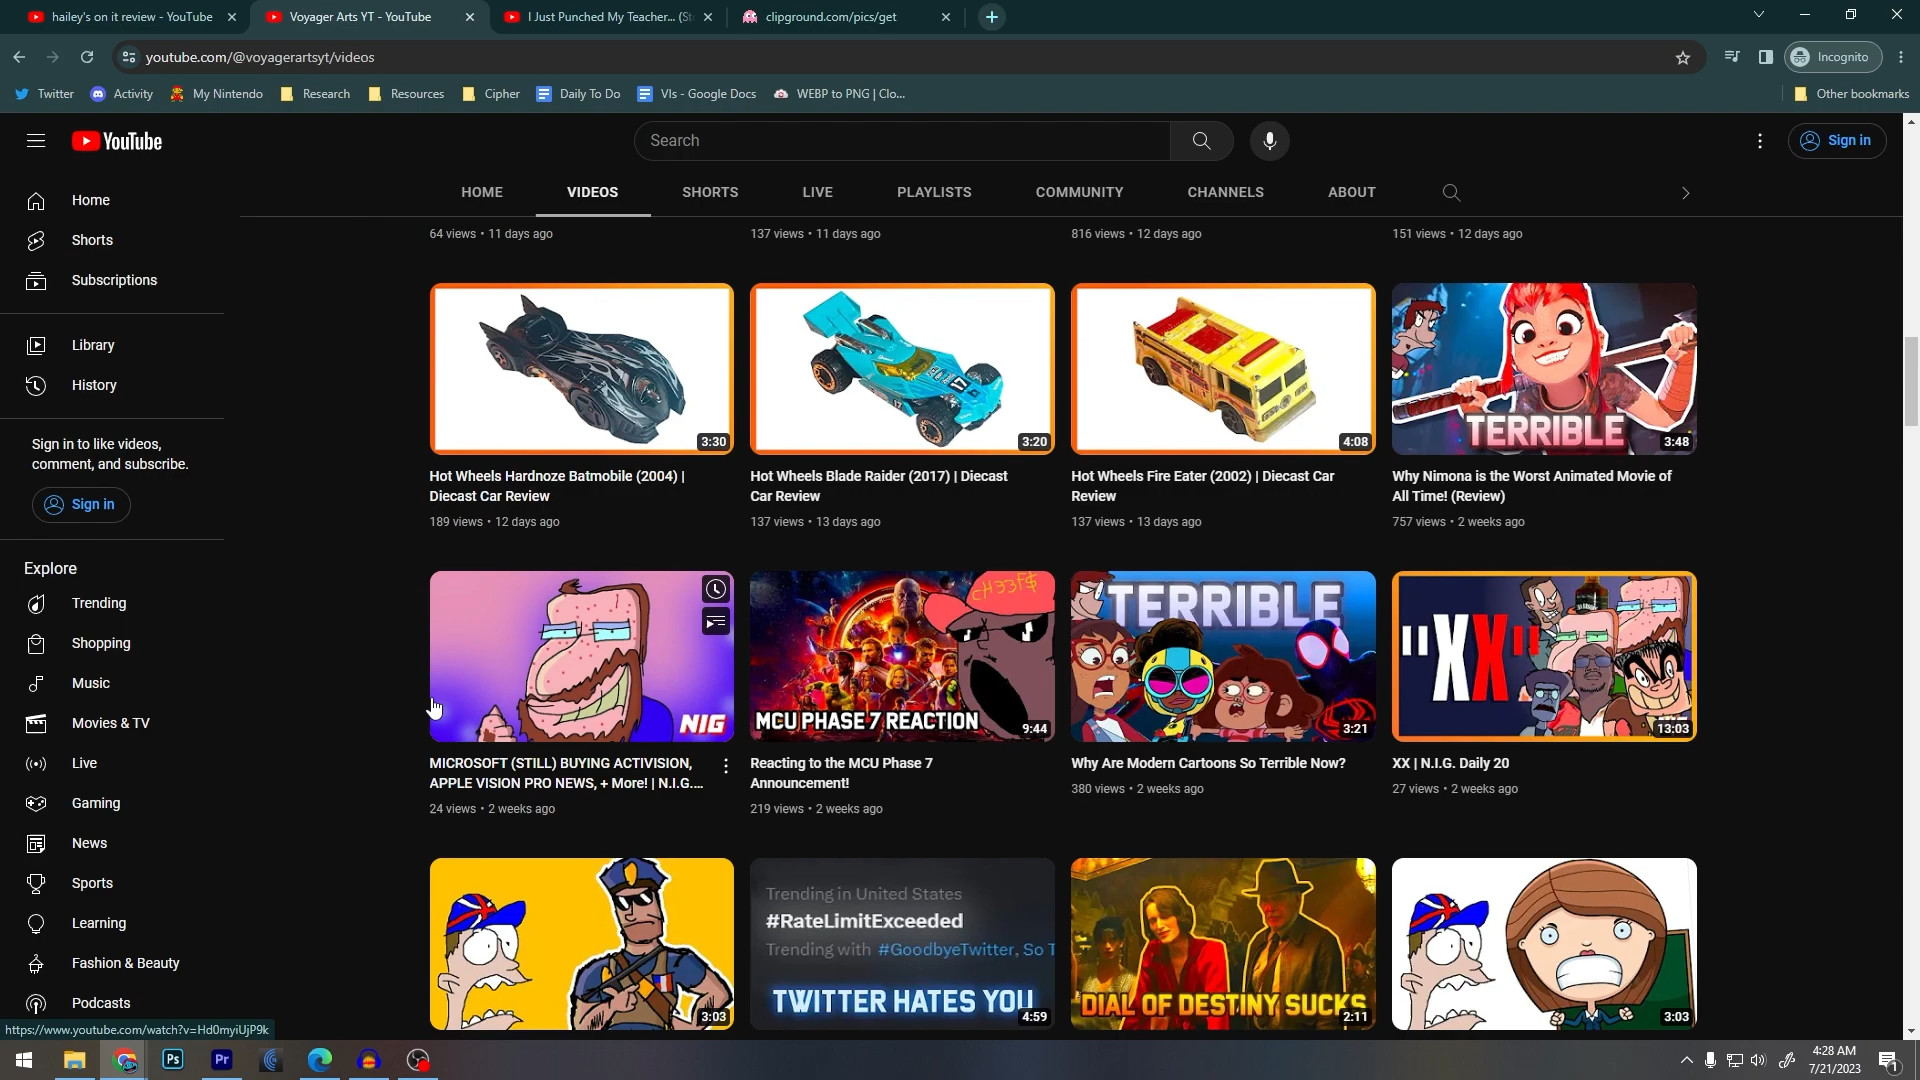 hailey's on it review - YouTube
Voyager Arts YT - YouTube
I Just Punched My Teacher... (St
clipground.com/pics/get
youtube.com/@voyagerartsyt/videos
Incognito
Twitter
Activity
My Nintendo
Research
Resources
Cipher
Daily To Do
VIs - Google Docs
WEBP to PNG | Clo...
Other bookmarks
YouTube
Search
Sign in
HOME
VIDEOS
SHORTS
LIVE
PLAYLISTS
COMMUNITY
CHANNELS
ABOUT
Home
Shorts
Subscriptions
Library
History
Sign in to like videos,
comment, and subscribe.
Sign in
Explore
Trending
Shopping
Music
Movies & TV
Live
Gaming
News
Sports
Learning
Fashion & Beauty
Podcasts
64 views • 11 days ago
137 views • 11 days ago
816 views • 12 days ago
151 views • 12 days ago
3:30
17
3:20
4:08
TERRIBLE
3:48
Hot Wheels Hardnoze Batmobile (2004) |
Diecast Car Review
189 views • 12 days ago
Hot Wheels Blade Raider (2017) | Diecast
Car Review
137 views • 13 days ago
Hot Wheels Fire Eater (2002) | Diecast Car
Review
137 views • 13 days ago
Why Nimona is the Worst Animated Movie of
All Time! (Review)
757 views • 2 weeks ago
NIG
CH33F$
MCU PHASE 7 REACTION
9:44
TERRIBLE
3:21
"XX"
13:03
MICROSOFT (STILL) BUYING ACTIVISION,
APPLE VISION PRO NEWS, + More! | N.I.G....
24 views • 2 weeks ago
Reacting to the MCU Phase 7
Announcement!
219 views • 2 weeks ago
Why Are Modern Cartoons So Terrible Now?
380 views • 2 weeks ago
XX | N.I.G. Daily 20
27 views • 2 weeks ago
3:03
Trending in United States
#RateLimitExceeded
Trending with #GoodbyeTwitter, So T
TWITTER HATES YOU
4:59
DIAL OF DESTINY SUCKS
2:11
3:03
https://www.youtube.com/watch?v=Hd0myiUjP9k
Ps
Pr
4:28 AM
7/21/2023
1